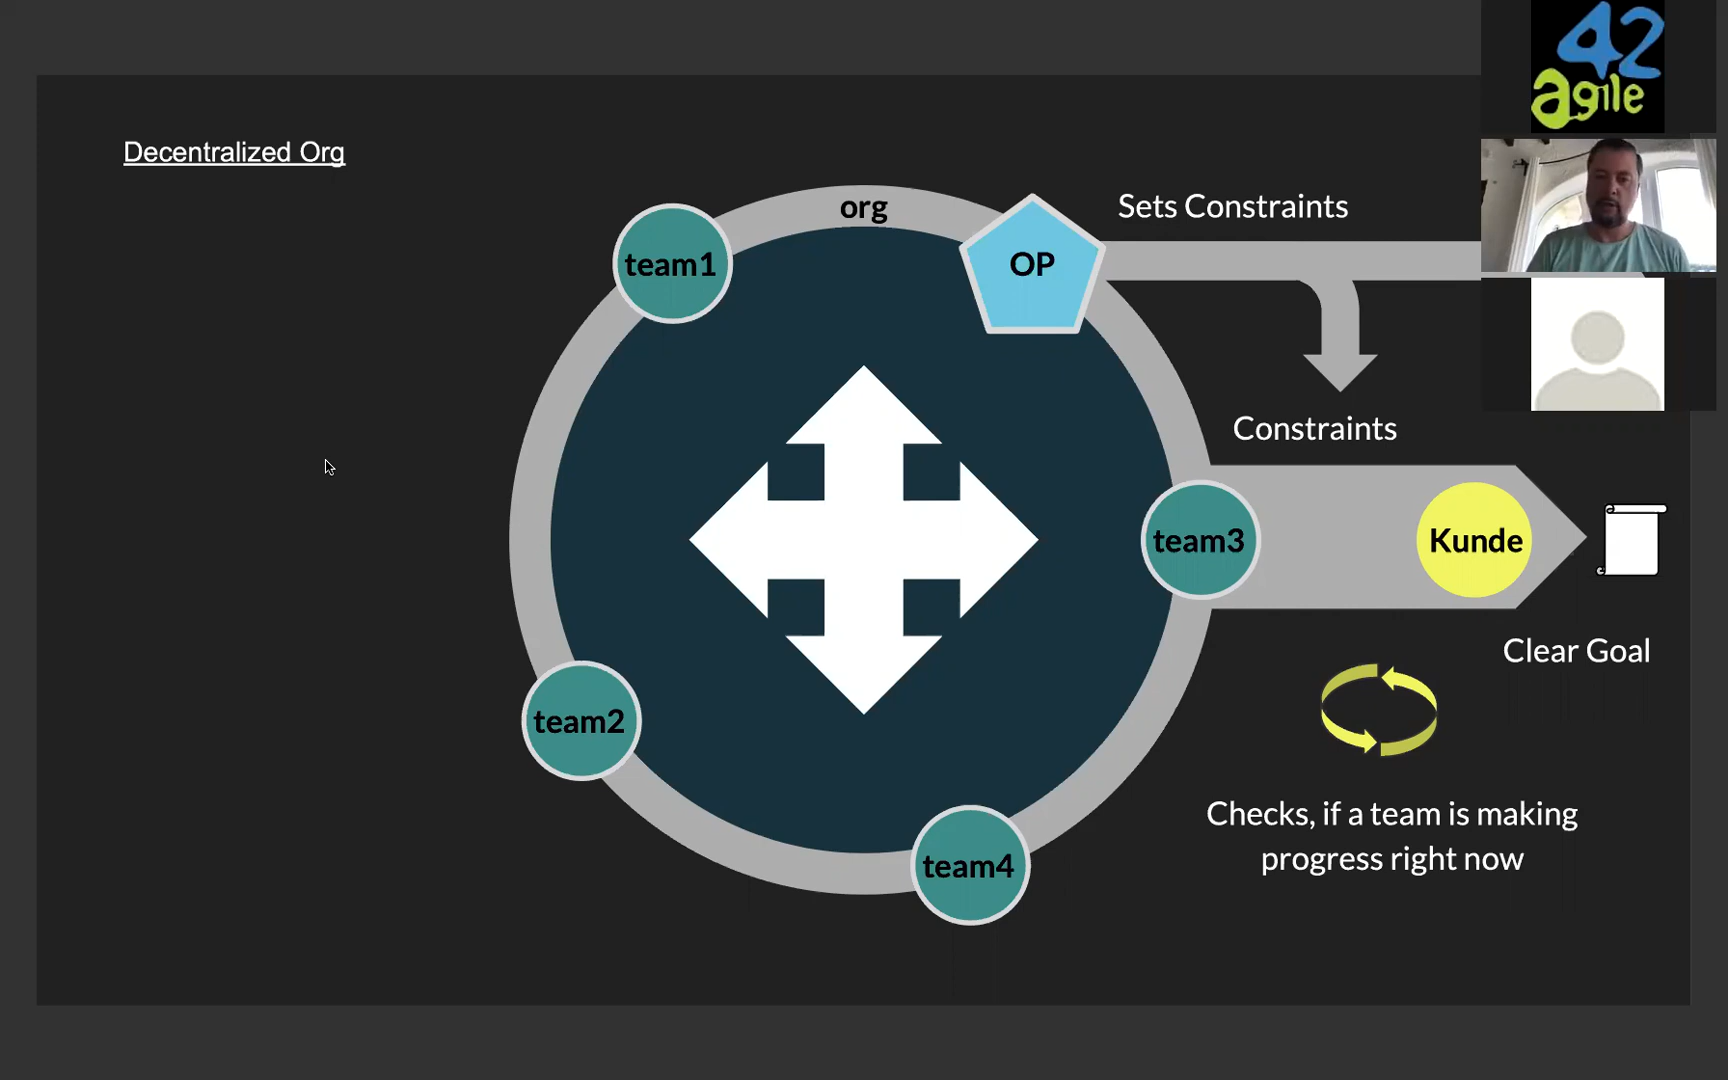 42
agile
Decentralized Org
org
Sets Constraints
team1
OP
Constraints
team3
Kunde
Clear Goal
team2
Checks, if a team is making
progress right now
team4